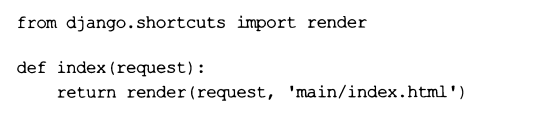 from django.shortcuts import render
def index(request):
    return render(request, 'main/index.html')